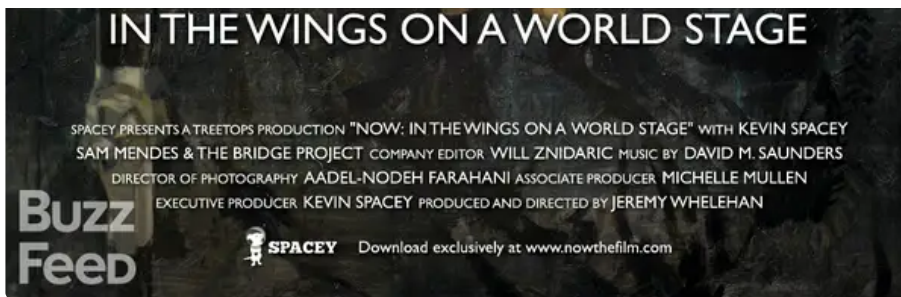 IN THE WINGS ON A WORLD STAGE
SPACEY PRESENTS A TREETOPS PRODUCTION "NOW: IN THE WINGS ON A WORLD STAGE" WITH KEVIN SPACEY
SAM MENDES & THE BRIDGE PROJECT COMPANY EDITOR WILL ZNIDARIC MUSIC BY DAVID M. SAUNDERS
DIRECTOR OF PHOTOGRAPHY AADEL-NODEH FARAHANI ASSOCIATE PRODUCER MICHELLE MULLEN
EXECUTIVE PRODUCER KEVIN SPACEY PRODUCED AND DIRECTED BY JEREMY WHELEHAN
SPACEY Download exclusively at www.nowthefilm.com
Buzz
FeeD